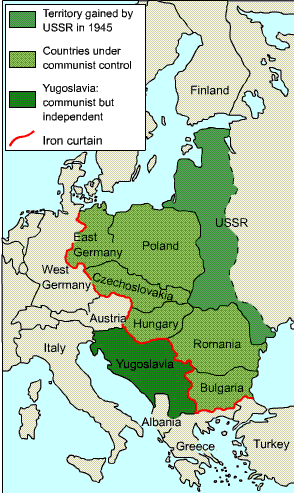 Territory gained by
USSR in 1945
Countries under
communist control
Yugoslavia:
communist but
independent
Iron curtain
Finland
USSR
East
Germany
Poland
West
Germany
Czechoslovakia
Austria
Hungary
Romania
Italy
Yugoslavia
Bulgaria
Albania
Greece
Turkey